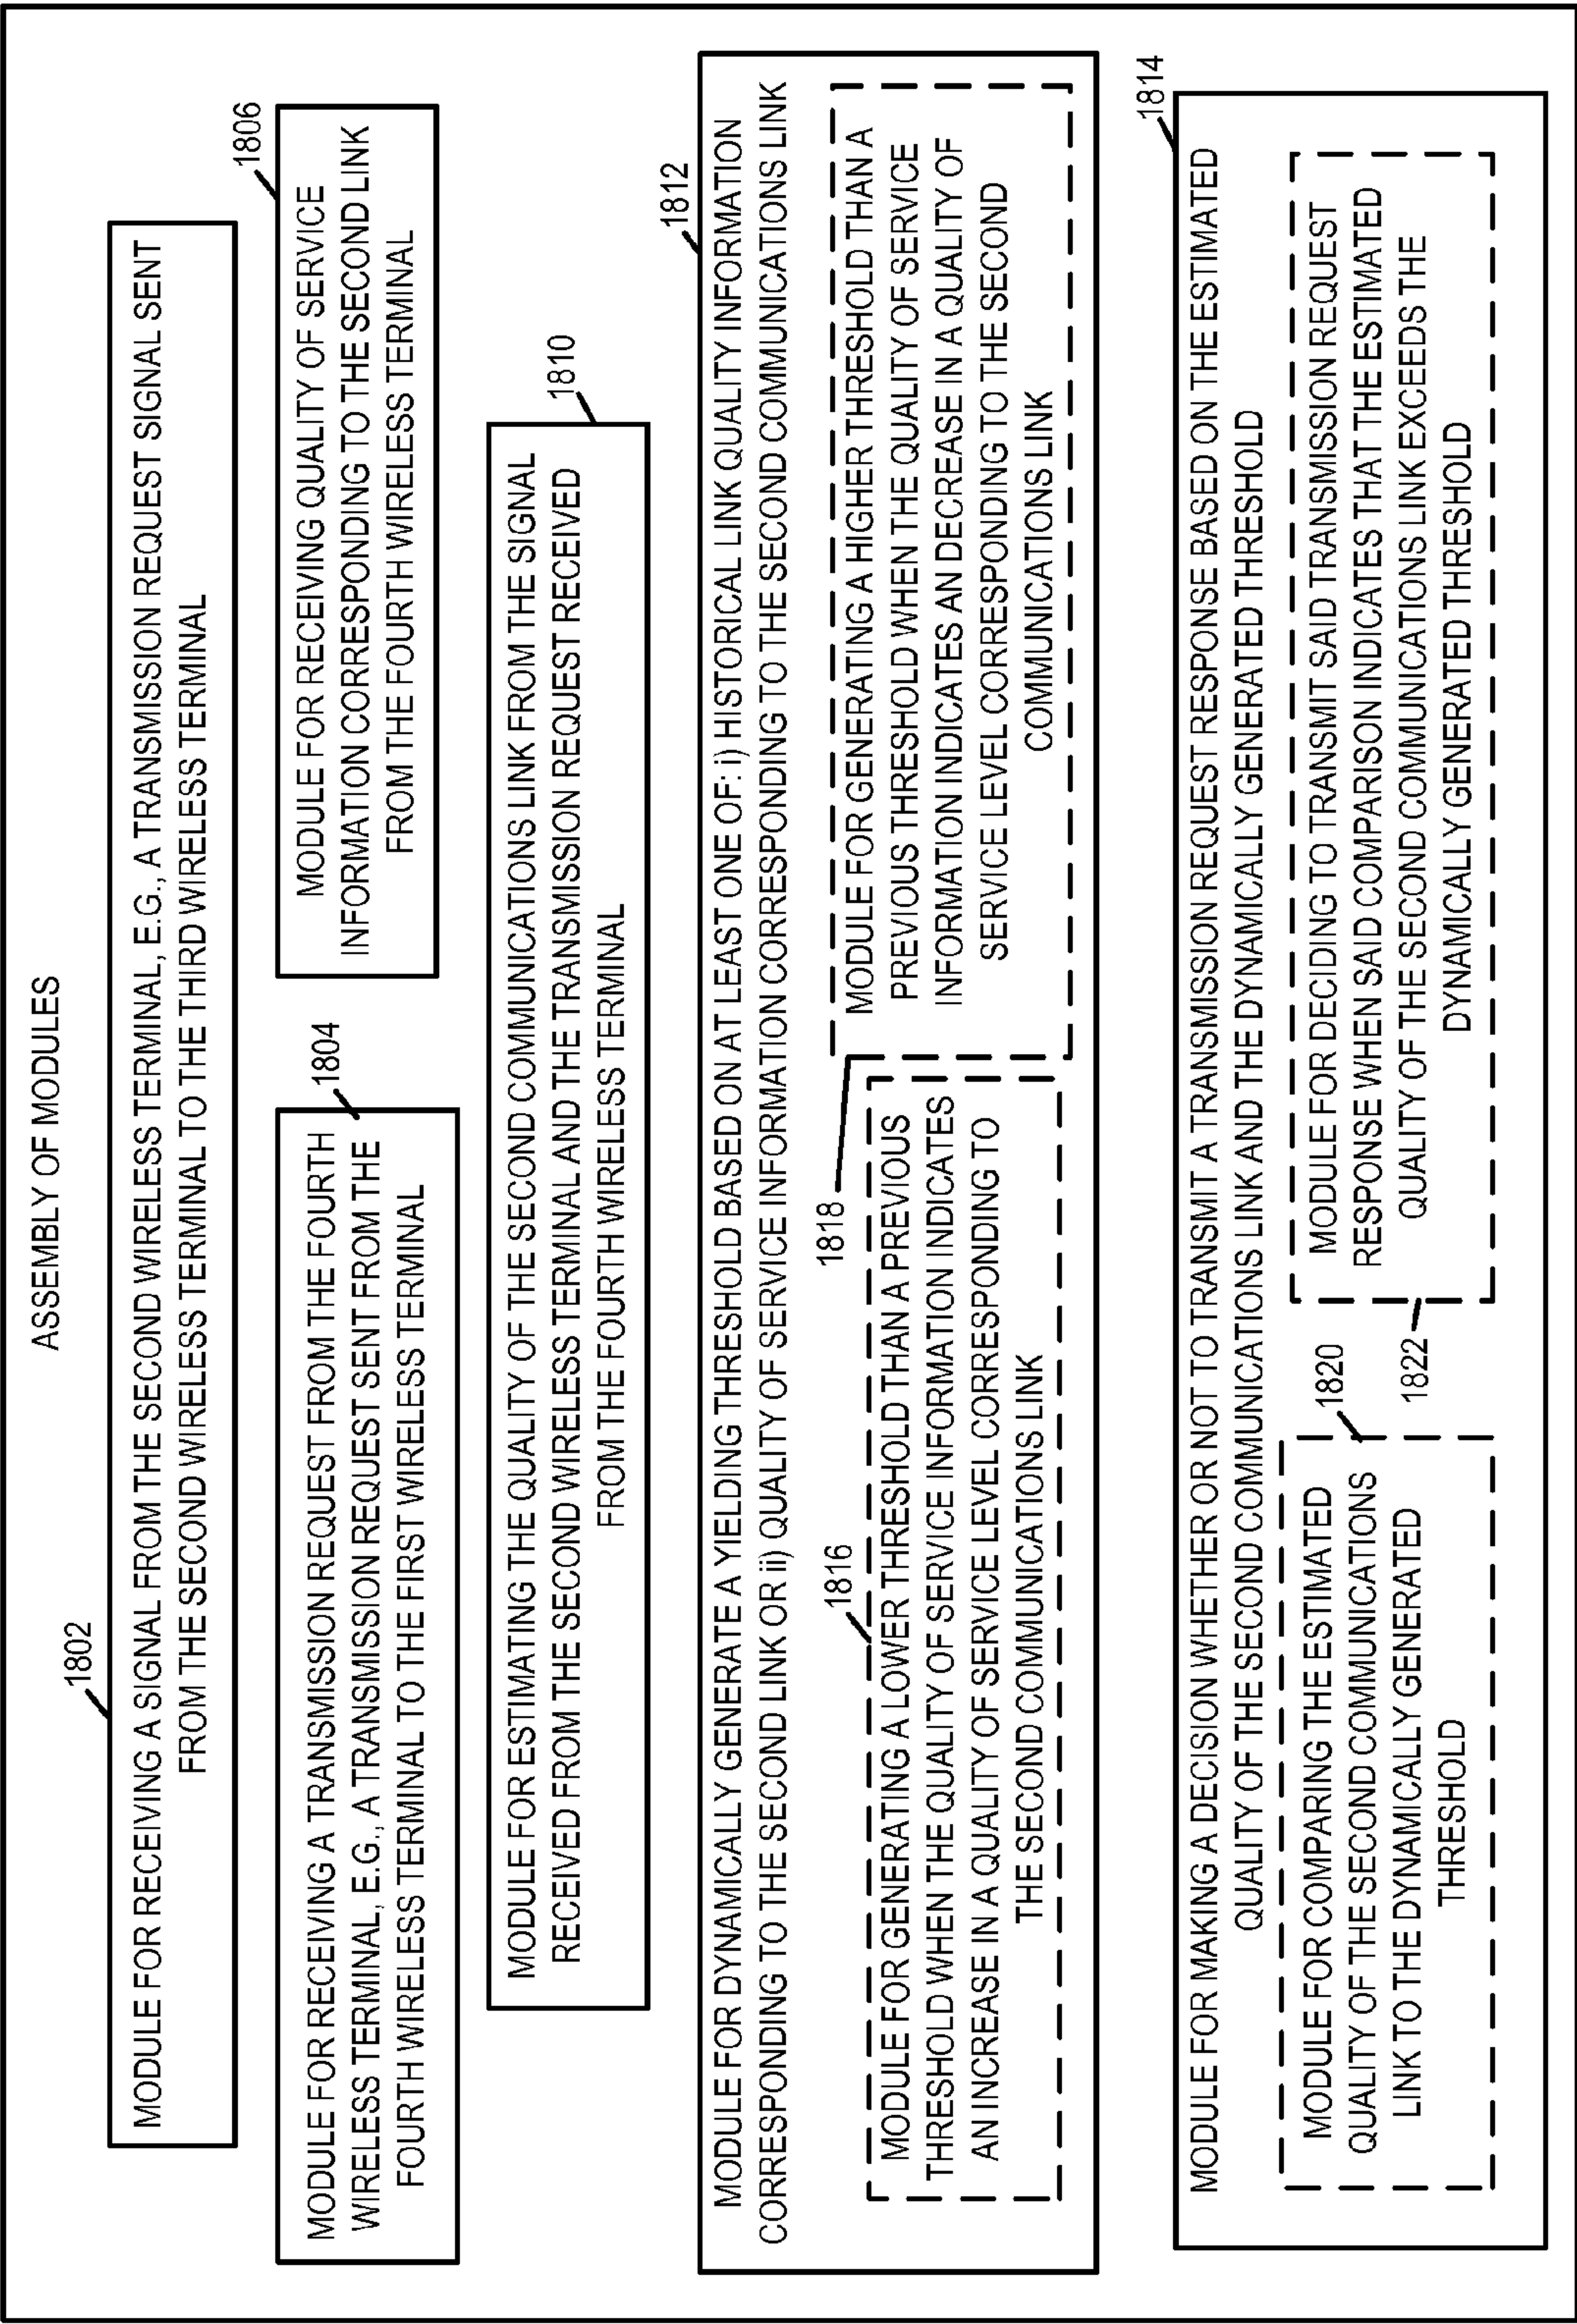 ASSEMBLY OF MODULES
1802
MODULE FOR RECEIVING A SIGNAL FROM THE SECOND WIRELESS TERMINAL, E.G., A TRANSMISSION REQUEST SIGNAL SENT
FROM THE SECOND WIRELESS TERMINAL TO THE THIRD WIRELESS TERMINAL
1804
MODULE FOR RECEIVING A TRANSMISSION REQUEST FROM THE FOURTH
WIRELESS TERMINAL, E.G., A TRANSMISSION REQUEST SENT FROM THE
FOURTH WIRELESS TERMINAL TO THE FIRST WIRELESS TERMINAL
1806
MODULE FOR RECEIVING QUALITY OF SERVICE
INFORMATION CORRESPONDING TO THE SECOND LINK
FROM THE FOURTH WIRELESS TERMINAL
1810
MODULE FOR ESTIMATING THE QUALITY OF THE SECOND COMMUNICATIONS LINK FROM THE SIGNAL
RECEIVED FROM THE SECOND WIRELESS TERMINAL AND THE TRANSMISSION REQUEST RECEIVED
FROM THE FOURTH WIRELESS TERMINAL
1812
MODULE FOR DYNAMICALLY GENERATE A YIELDING THRESHOLD BASED ON AT LEAST ONE OF: i) HISTORICAL LINK QUALITY INFORMATION
CORRESPONDING TO THE SECOND LINK OR ii) QUALITY OF SERVICE INFORMATION CORRESPONDING TO THE SECOND COMMUNICATIONS LINK
1816
MODULE FOR GENERATING A LOWER THRESHOLD THAN A PREVIOUS
THRESHOLD WHEN THE QUALITY OF SERVICE INFORMATION INDICATES
AN INCREASE IN A QUALITY OF SERVICE LEVEL CORRESPONDING TO
THE SECOND COMMUNICATIONS LINK
1818
MODULE FOR GENERATING A HIGHER THRESHOLD THAN A
PREVIOUS THRESHOLD WHEN THE QUALITY OF SERVICE
INFORMATION INDICATES AN DECREASE IN A QUALITY OF
SERVICE LEVEL CORRESPONDING TO THE SECOND
COMMUNICATIONS LINK
1814
MODULE FOR MAKING A DECISION WHETHER OR NOT TO TRANSMIT A TRANSMISSION REQUEST RESPONSE BASED ON THE ESTIMATED
QUALITY OF THE SECOND COMMUNICATIONS LINK AND THE DYNAMICALLY GENERATED THRESHOLD
1820
MODULE FOR COMPARING THE ESTIMATED
QUALITY OF THE SECOND COMMUNICATIONS
LINK TO THE DYNAMICALLY GENERATED
THRESHOLD
1822
MODULE FOR DECIDING TO TRANSMIT SAID TRANSMISSION REQUEST
RESPONSE WHEN SAID COMPARISON INDICATES THAT THE ESTIMATED
QUALITY OF THE SECOND COMMUNICATIONS LINK EXCEEDS THE
DYNAMICALLY GENERATED THRESHOLD